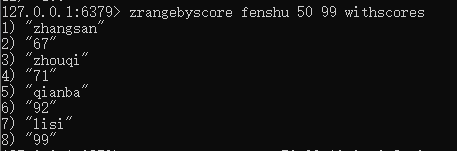 127.0.0.1:6379> zrangebyscore fenshu 50 99 withscores
1) "zhangsan"
2) "67"
3) "zhouqi"
4) "71"
5) "qianba"
6) "92"
7) "lisi"
8) "99"